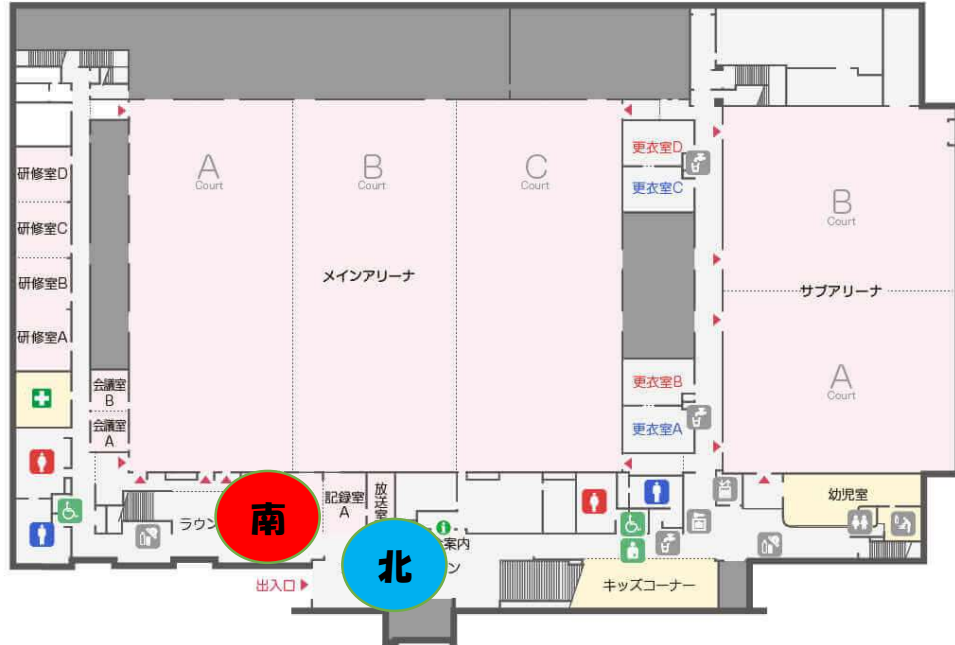 A
Court
B
Court
C
Court
更衣室D
更衣室C
研修室D
研修室C
研修室B
研修室A
メインアリーナ
B
Court
サブアリーナ
A
Court
会議室
B
会議室
A
更衣室B
更衣室A
ラウン
南
記録室
A
放送室
案内
北
ン
出入口
幼児室
キッズコーナー